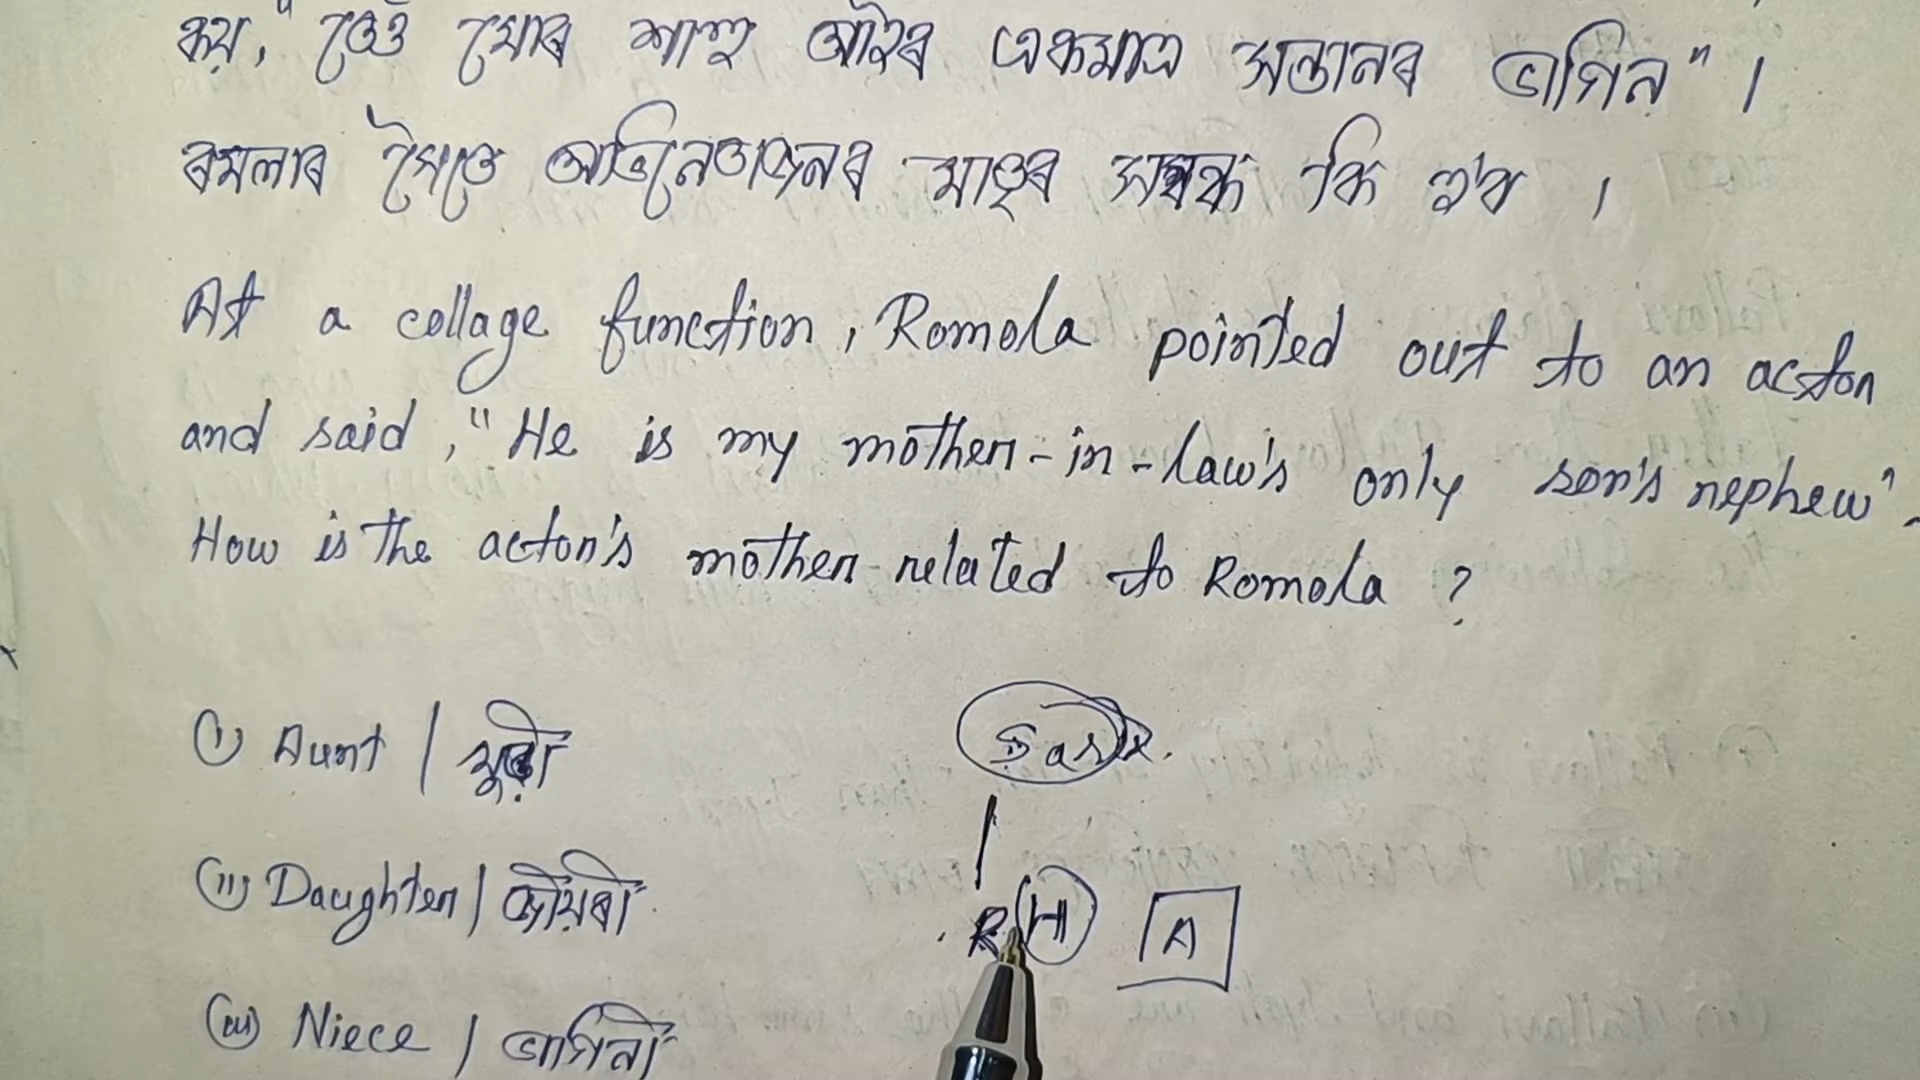 কয়, " তেওঁ মোৰ শাহু আইৰ একমাত্ৰ সন্তানৰ ভাগিন" ।
ৰমলাৰ সৈতে অভিনেতাজনৰ মাতৃৰ সম্বন্ধ কি হ'ব ।
At a collage function, Romola pointed out to an actor
and said, "He is my mother-in-law's only son's nephew".
How is the actor's mother related to Romola ?
(i) Aunt / খুৰী
(ii) Daughter / জীয়ৰী
(iii) Niece / ভাগিনী
R H A